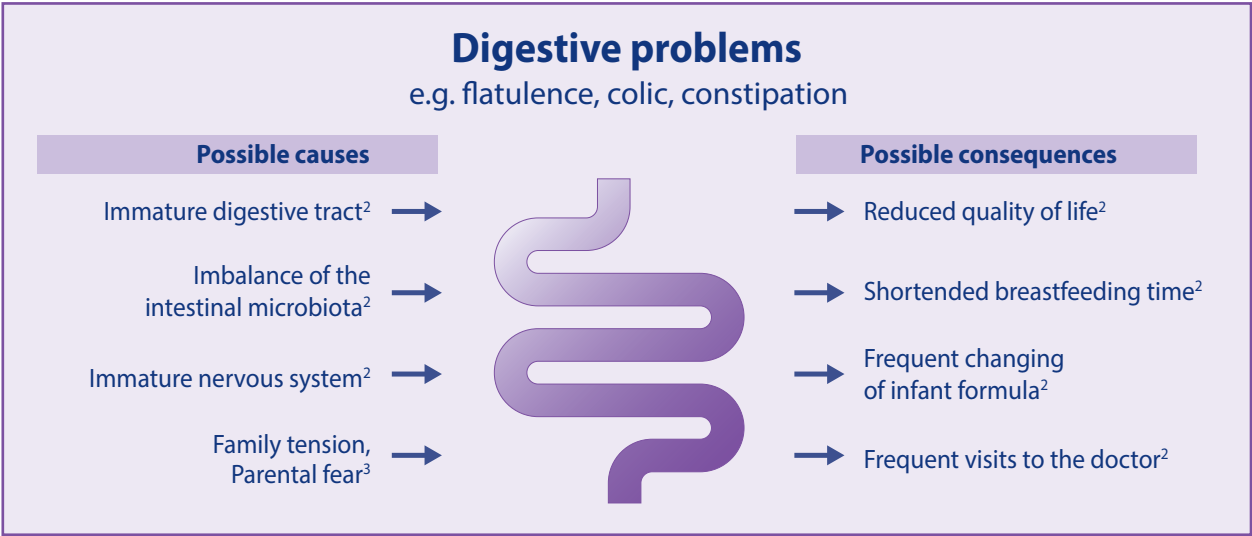 Digestive problems
e.g. flatulence, colic, constipation
Possible causes
Immature digestive tract²
Imbalance of the
intestinal microbiota²
Immature nervous system²
Family tension,
Parental fear³
Possible consequences
Reduced quality of life²
Shortended breastfeeding time²
Frequent changing
of infant formula²
Frequent visits to the doctor²